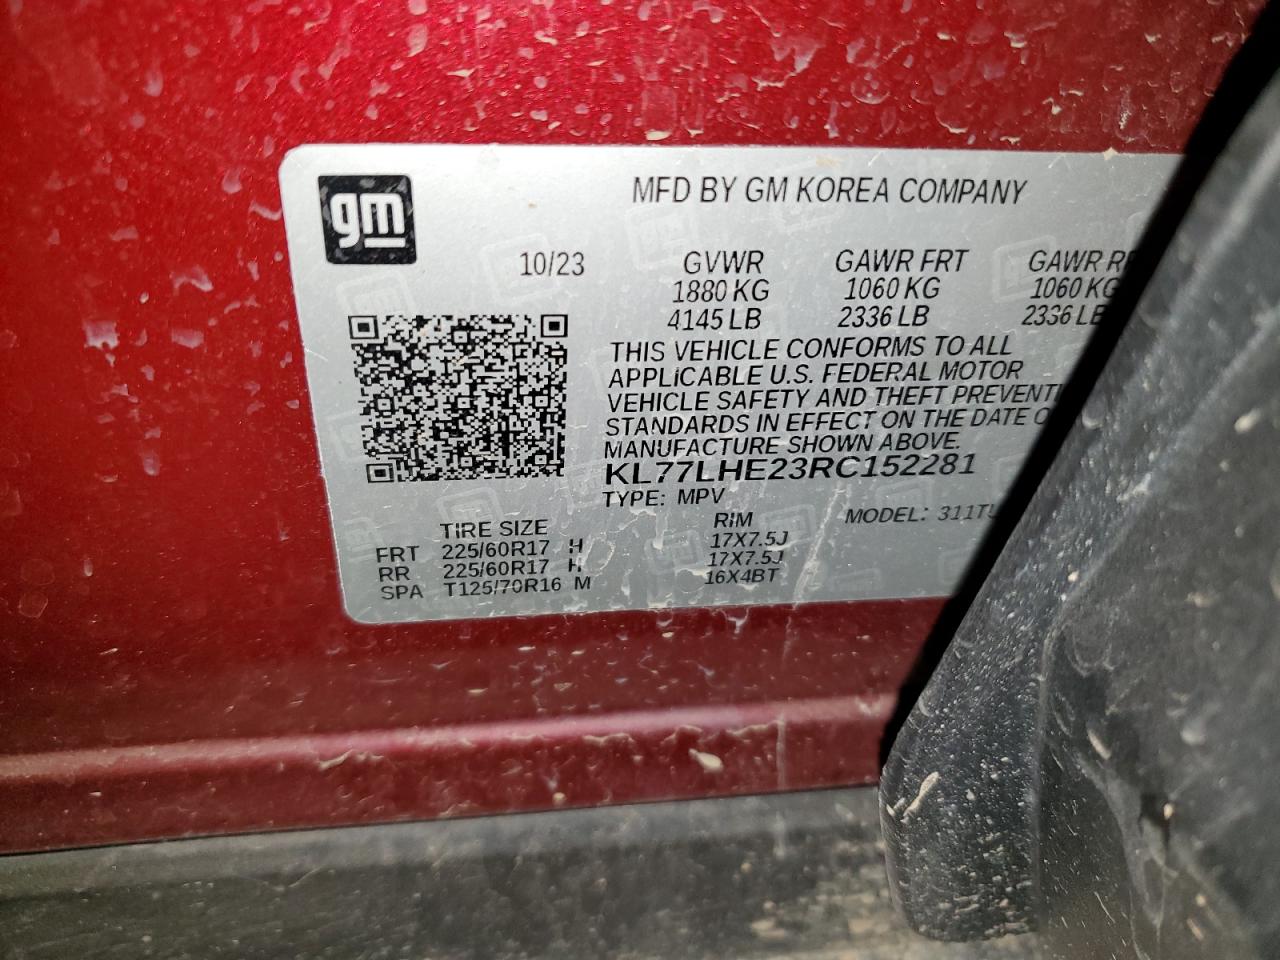 gm
MFD BY GM KOREA COMPANY
10/23 GVWR GAWR FRT GAWR
1880 KG 1060 KG 1060 KG
4145 LB 2336 LB 2336 LB
THIS VEHICLE CONFORMS TO ALL
APPLICABLE U.S. FEDERAL MOTOR
VEHICLE SAFETY AND THEFT PREVENTI
STANDARDS IN EFFECT ON THE DATE O
MANUFACTURE SHOWN ABOVE.
KL77LHE23RC152281
TYPE: MPV
MODEL: 311TU
TIRE SIZE RIM
FRT 225/60R17 H 17X7.5J
RR 225/60R17 H 17X7.5J
SPA T125/70R16 M 16X4BT